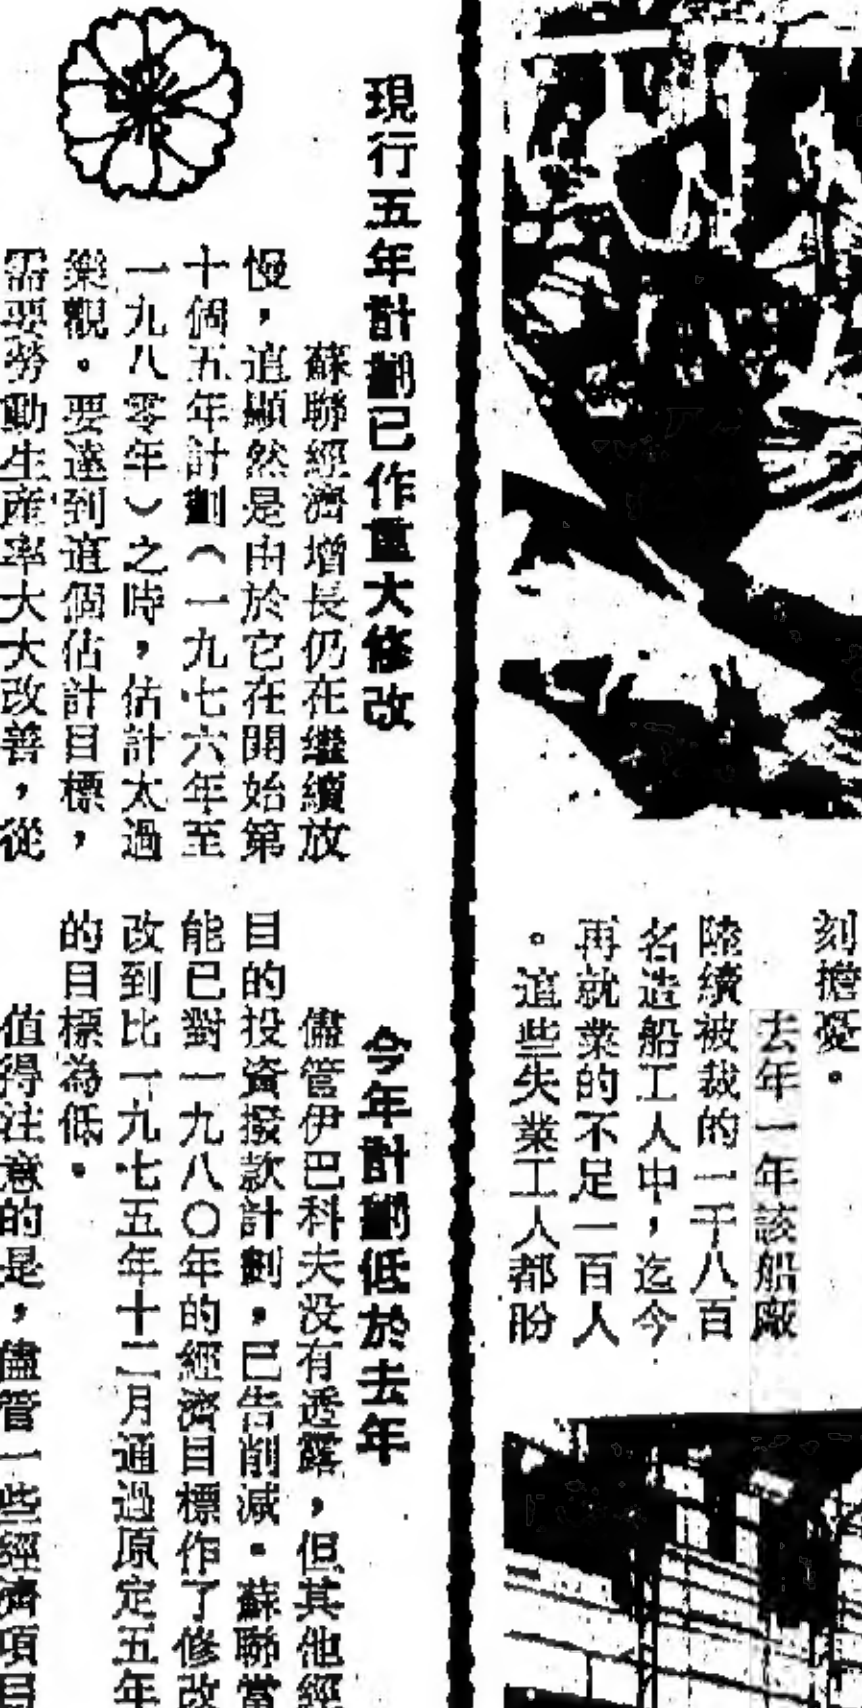 刻擔憂。
去年一年該船廠
陸續被裁的一千八百
名造船工人中，迄今
再就業的不足一百人
。這些失業工人都盼
現行五年計劃已作重大修改
蘇聯經濟增長仍在繼續放
慢，這顯然是由於它在開始第
十個五年計劃（一九七六年至
一九八零年）之時，估計太過
樂觀。要達到這個估計目標，
需要勞動生產率大大改善，從
今年計劃低於去年
儘管伊巴科夫没有透露，但其他經
目的投資撥款計劃，已告削減。蘇聯當
能已對一九八〇年的經濟目標作了修改
改到比一九七五年十二月通過原定五年
的目標為低。
值得注意的是，儘管一些經濟項目